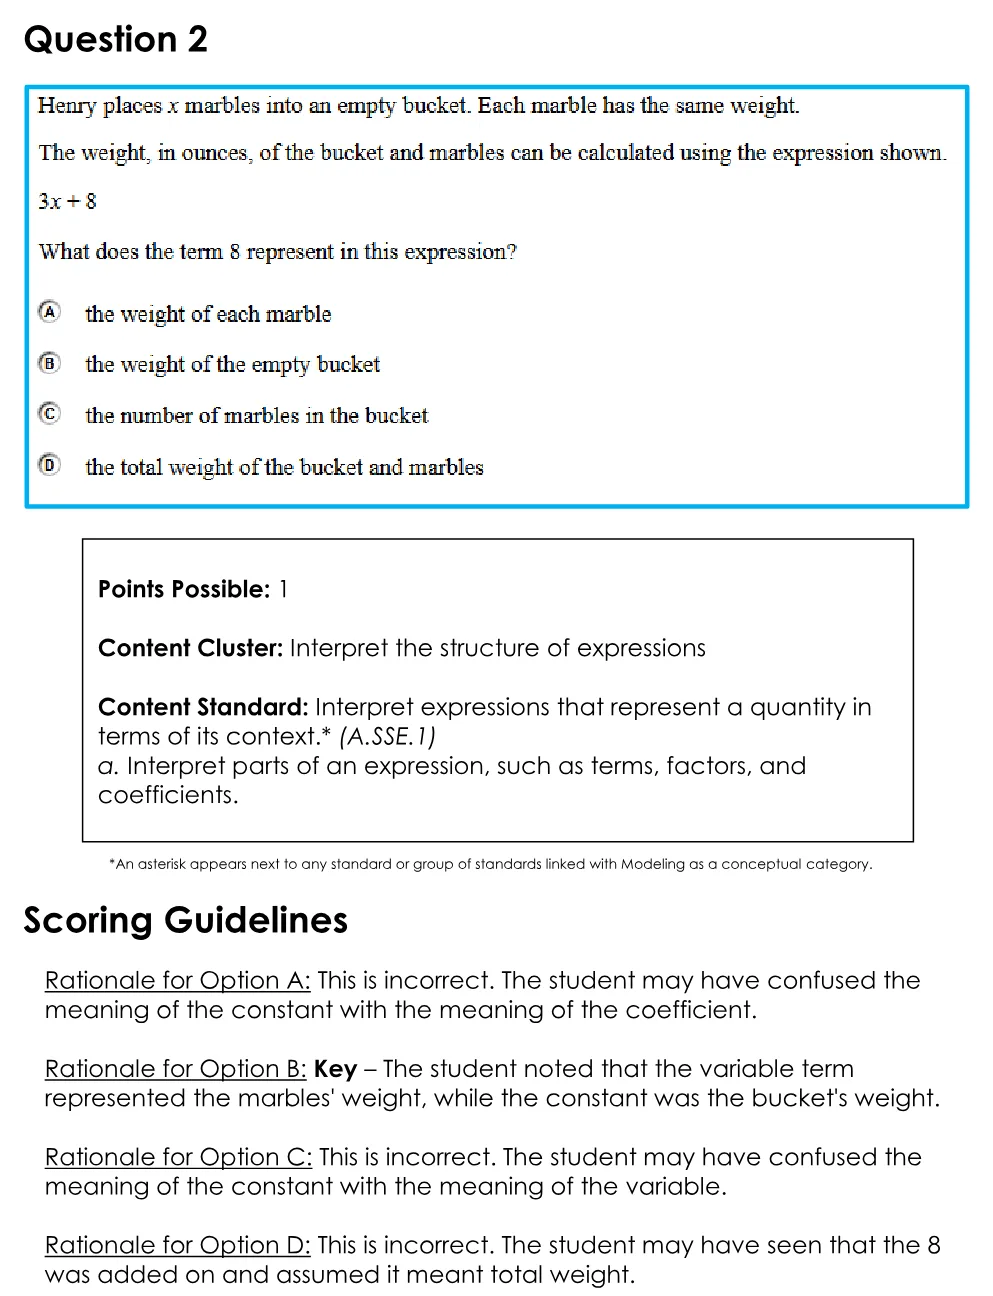 Question 2
Henry places x marbles into an empty bucket. Each marble has the same weight.
The weight, in ounces, of the bucket and marbles can be calculated using the expression shown.
3x + 8
What does the term 8 represent in this expression?
A the weight of each marble
B the weight of the empty bucket
C the number of marbles in the bucket
D the total weight of the bucket and marbles
Points Possible: 1
Content Cluster: Interpret the structure of expressions
Content Standard: Interpret expressions that represent a quantity in
terms of its context.* (A.SSE.1)
a. Interpret parts of an expression, such as terms, factors, and
coefficients.
*An asterisk appears next to any standard or group of standards linked with Modeling as a conceptual category.
Scoring Guidelines
Rationale for Option A: This is incorrect. The student may have confused the
meaning of the constant with the meaning of the coefficient.
Rationale for Option B: Key – The student noted that the variable term
represented the marbles' weight, while the constant was the bucket's weight.
Rationale for Option C: This is incorrect. The student may have confused the
meaning of the constant with the meaning of the variable.
Rationale for Option D: This is incorrect. The student may have seen that the 8
was added on and assumed it meant total weight.